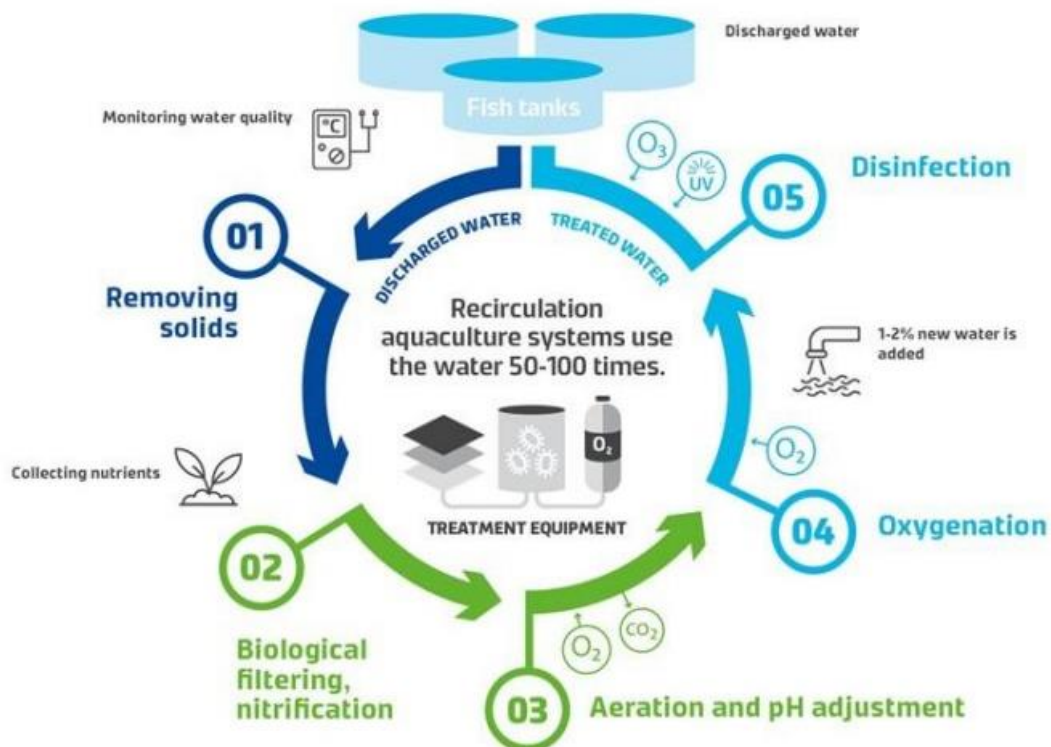 Discharged water
Fish tanks
Monitoring water quality
°C
O3
UV
05
Disinfection
01
DISCHARGED WATER
TREATED WATER
Removing
solids
Recirculation
aquaculture systems use
the water 50-100 times.
1-2% new water is
added
O2
O2
Collecting nutrients
TREATMENT EQUIPMENT
04
Oxygenation
02
O2
CO2
Biological
filtering,
nitrification
03
Aeration and pH adjustment